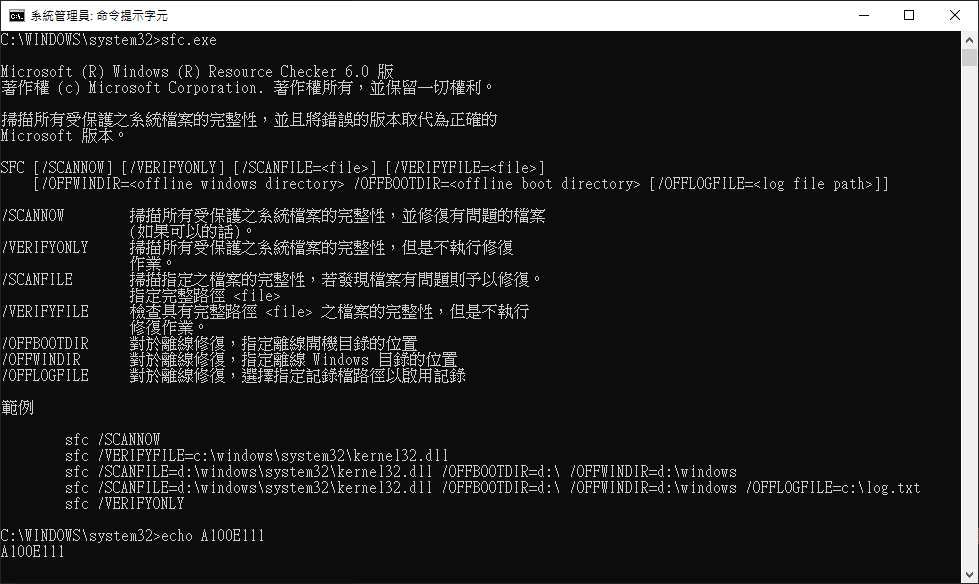 系統管理員: 命令提示字元
C:\WINDOWS\system32>sfc.exe
Microsoft (R) Windows (R) Resource Checker 6.0 版
著作權 (c) Microsoft Corporation. 著作權所有，並保留一切權利。
掃描所有受保護之系統檔案的完整性，並且將錯誤的版本取代為正確的
Microsoft 版本。
SFC [/SCANNOW] [/VERIFYONLY] [/SCANFILE=<file>] [/VERIFYFILE=<file>]
[/OFFWINDIR=<offline windows directory> /OFFBOOTDIR=<offline boot directory> [/OFFLOGFILE=<log file path>]]
/SCANNOW 掃描所有受保護之系統檔案的完整性，並修復有問題的檔案
(如果可以的話)。
/VERIFYONLY 掃描所有受保護之系統檔案的完整性，但是不執行修復
作業。
/SCANFILE 掃描指定之檔案的完整性，若發現檔案有問題則予以修復。
指定完整路徑 <file>
/VERIFYFILE 檢查具有完整路徑 <file> 之檔案的完整性，但是不執行
修復作業。
/OFFBOOTDIR 對於離線修復，指定離線開機目錄的位置
/OFFWINDIR 對於離線修復，指定離線 Windows 目錄的位置
/OFFLOGFILE 對於離線修復，選擇指定記錄檔路徑以啟用記錄
範例
sfc /SCANNOW
sfc /VERIFYFILE=c:\windows\system32\kernel32.dll
sfc /SCANFILE=d:\windows\system32\kernel32.dll /OFFBOOTDIR=d:\ /OFFWINDIR=d:\windows
sfc /SCANFILE=d:\windows\system32\kernel32.dll /OFFBOOTDIR=d:\ /OFFWINDIR=d:\windows /OFFLOGFILE=c:\log.txt
sfc /VERIFYONLY
C:\WINDOWS\system32>echo A100E111
A100E111